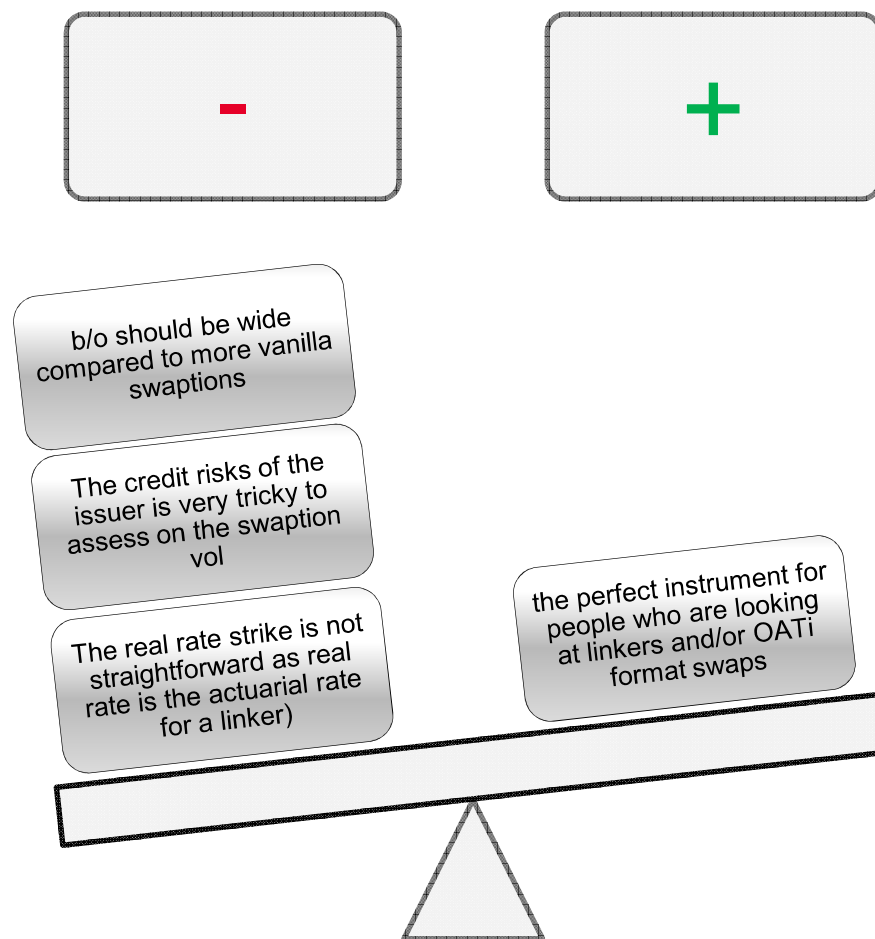 -
+
b/o should be wide
compared to more vanilla
swaptions
The credit risks of the
issuer is very tricky to
assess on the swaption
vol
The real rate strike is not
straightforward as real
rate is the actuarial rate
for a linker)
the perfect instrument for
people who are looking
at linkers and/or OATi
format swaps